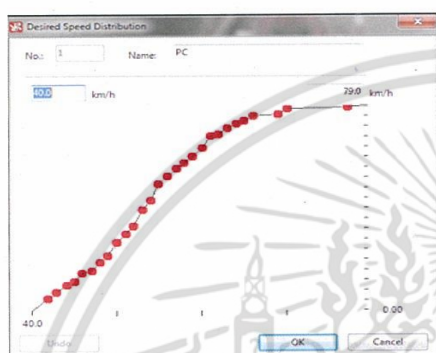 Desired Speed Distribution
No.: 1 Name: PC
40.0 km/h 79.0 km/h
40.0 0.00
Undo OK Cancel